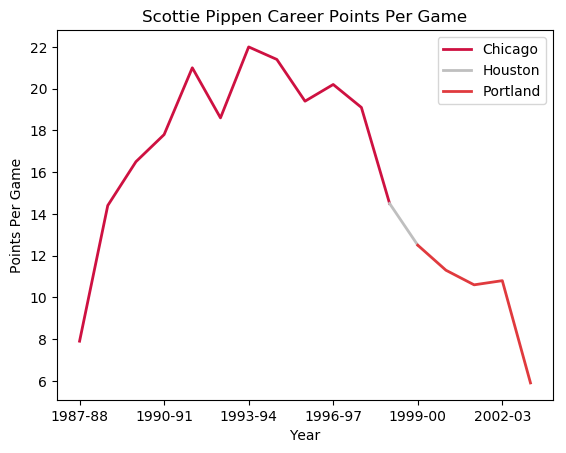 Scottie Pippen Career Points Per Game
Chicago
Houston
Portland
Points Per Game
22
20
18
16
14
12
10
8
6
1987-88 1990-91 1993-94 1996-97 1999-00 2002-03
Year